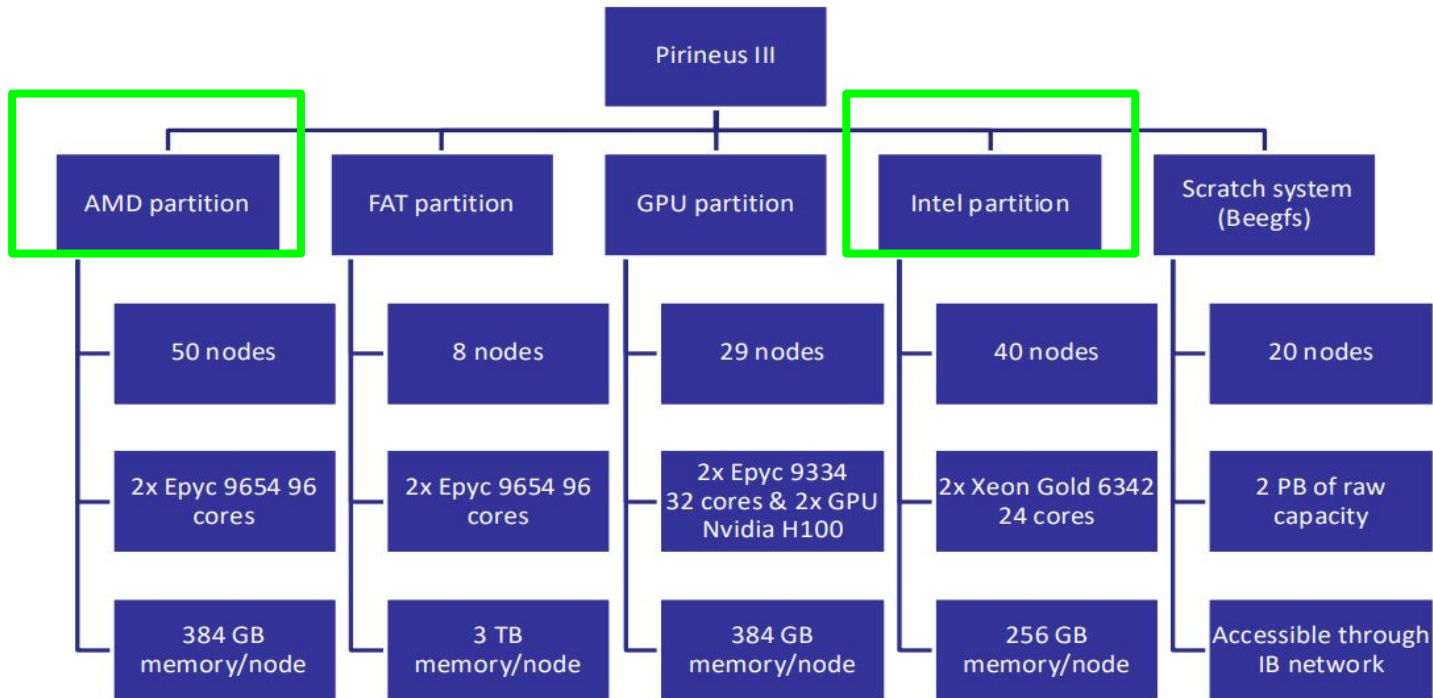 Pirineus III
AMD partition
FAT partition
GPU partition
Intel partition
Scratch system
(Beegfs)
50 nodes
8 nodes
29 nodes
40 nodes
20 nodes
2x Epyc 9654 96
cores
2x Epyc 9654 96
cores
2x Epyc 9334
32 cores & 2x GPU
Nvidia H100
2x Xeon Gold 6342
24 cores
2 PB of raw
capacity
384 GB
memory/node
3 TB
memory/node
384 GB
memory/node
256 GB
memory/node
Accessible through
IB network